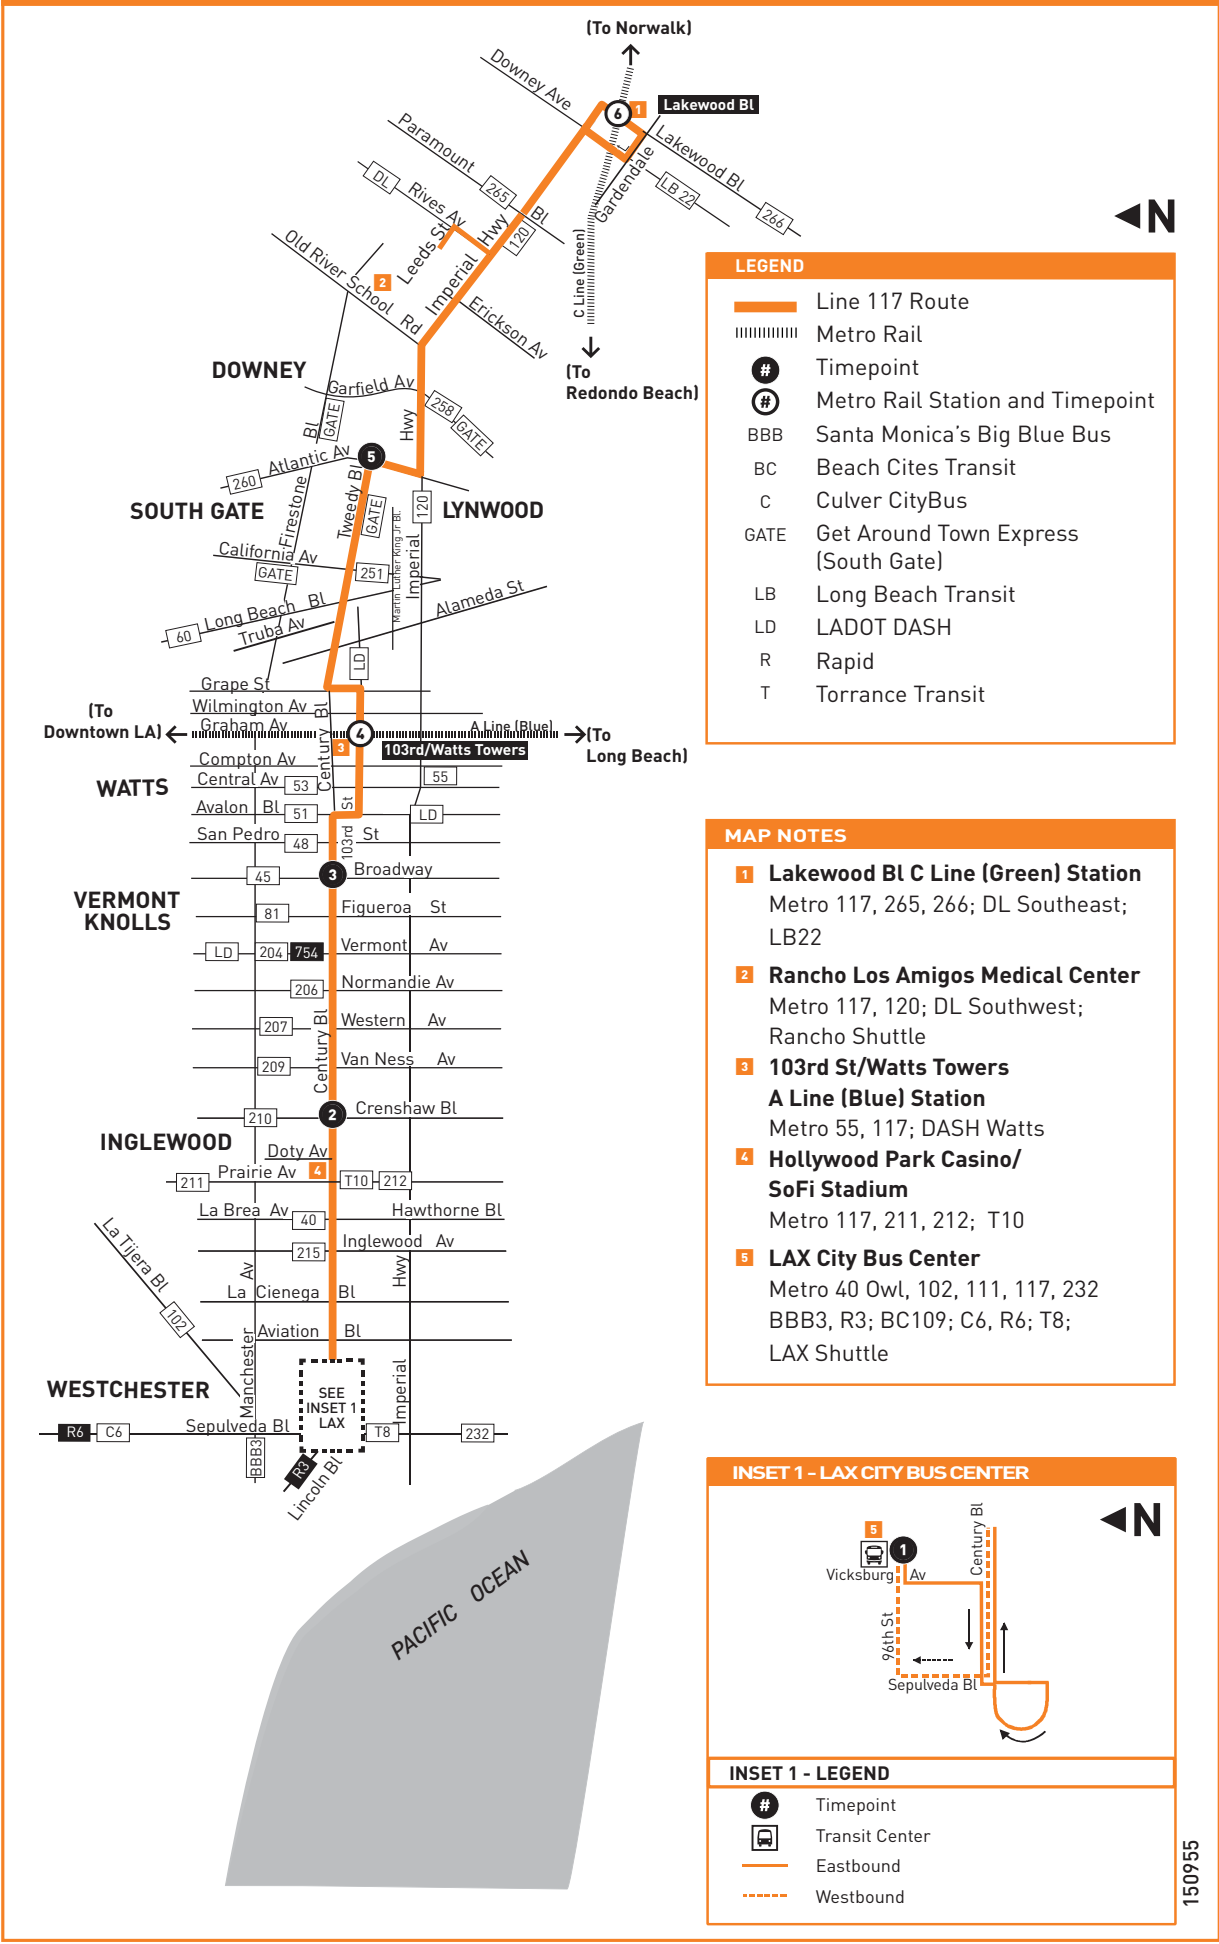 (To Norwalk)
Downey Ave
6
1
Lakewood Bl
Paramount
Bl
Lakewood Bl
Gardendale
DL
Rives Av
265
LB 22
266
Leeds St
Hwy
120
Old River School Rd
2
Imperial
C Line (Green)
Erickson Av
N
DOWNEY
(To
Redondo Beach)
Garfield Av
258
GATE
GATE
Bl
Hwy
Atlantic Av
5
260
SOUTH GATE
Firestone
Tweedy Bl
GATE
120
LYNWOOD
Martin Luther King Jr Bl.
Imperial
California Av
GATE
251
Long Beach Bl
60
Truba Av
Alameda St
LD
Grape St
Wilmington Av
(To
Downtown LA)
Graham Av
Century Bl
4
A Line (Blue)
(To
Long Beach)
3
103rd/Watts Towers
Compton Av
WATTS
Central Av
53
55
Avalon Bl
51
St
LD
San Pedro
48
103rd
St
45
3
Broadway
VERMONT
KNOLLS
81
Figueroa St
LD
204
754
Vermont Av
206
Normandie Av
207
Century Bl
Western Av
209
Van Ness Av
210
2
Crenshaw Bl
INGLEWOOD
Doty Av
Prairie Av
4
211
T10
212
La Brea Av
40
Hawthorne Bl
La Tijera Bl
215
Inglewood Av
Av
Hwy
La Cienega Bl
102
Aviation Bl
Manchester
Imperial
WESTCHESTER
SEE
INSET 1
LAX
R6
C6
Sepulveda Bl
T8
232
BBB3
R3
Lincoln Bl
PACIFIC OCEAN
LEGEND
Line 117 Route
Metro Rail
# Timepoint
# Metro Rail Station and Timepoint
BBB Santa Monica's Big Blue Bus
BC Beach Cites Transit
C Culver CityBus
GATE Get Around Town Express
(South Gate)
LB Long Beach Transit
LD LADOT DASH
R Rapid
T Torrance Transit
MAP NOTES
1 Lakewood Bl C Line (Green) Station
Metro 117, 265, 266; DL Southeast;
LB22
2 Rancho Los Amigos Medical Center
Metro 117, 120; DL Southwest;
Rancho Shuttle
3 103rd St/Watts Towers
A Line (Blue) Station
Metro 55, 117; DASH Watts
4 Hollywood Park Casino/
SoFi Stadium
Metro 117, 211, 212; T10
5 LAX City Bus Center
Metro 40 Owl, 102, 111, 117, 232
BBB3, R3; BC109; C6, R6; T8;
LAX Shuttle
INSET 1 - LAX CITY BUS CENTER
5
1
Century Bl
N
Vicksburg Av
96th St
Sepulveda Bl
INSET 1 - LEGEND
# Timepoint
Transit Center
Eastbound
Westbound
150955